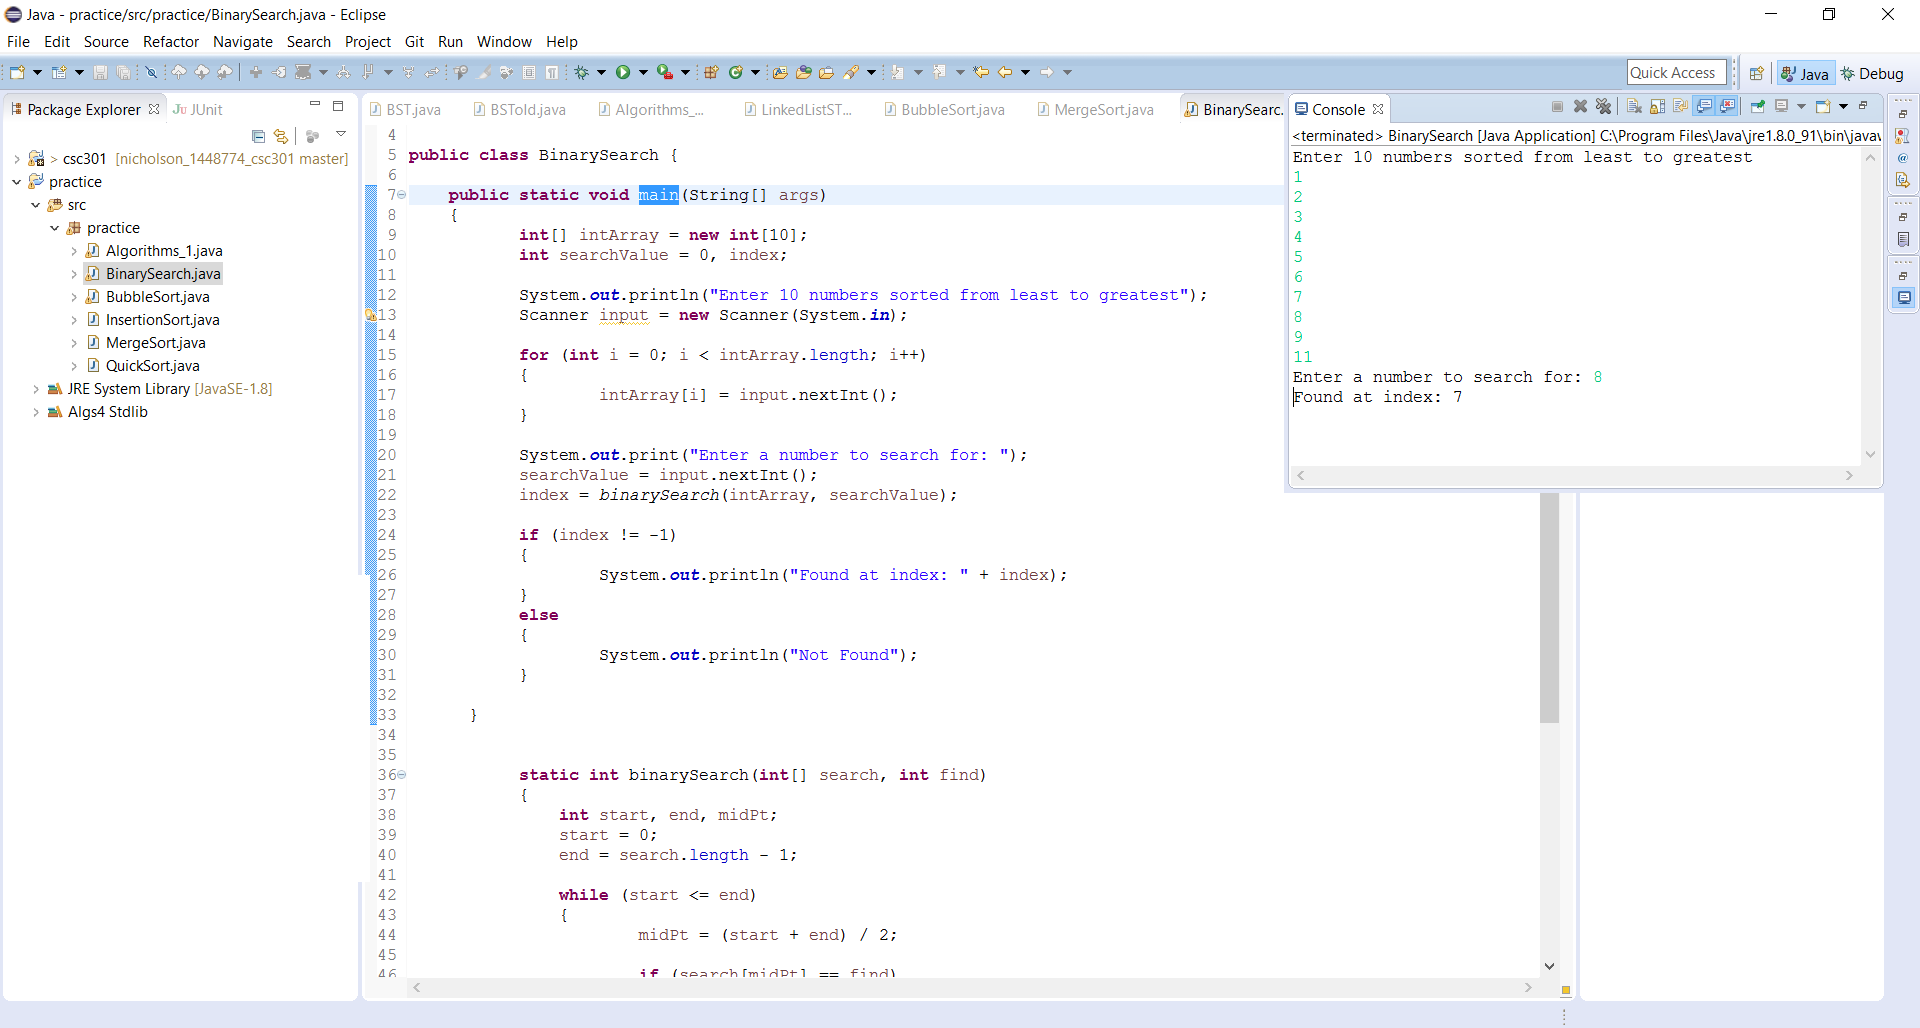 Java - practice/src/practice/BinarySearch.java - Eclipse
File Edit Source Refactor Navigate Search Project Git Run Window Help
Quick Access
Java
Debug
Package Explorer
JUnit
> csc301 [nicholson_1448774_csc301 master]
practice
src
practice
Algorithms_1.java
BinarySearch.java
BubbleSort.java
InsertionSort.java
MergeSort.java
QuickSort.java
JRE System Library [JavaSE-1.8]
Algs4 Stdlib
BST.java
BSTold.java
Algorithms_...
LinkedListST...
BubbleSort.java
MergeSort.java
BinarySearc.
4
5 public class BinarySearch {
6
7 public static void main(String[] args)
8 {
9 int[] intArray = new int[10];
10 int searchValue = 0, index;
11
12 System.out.println("Enter 10 numbers sorted from least to greatest");
13 Scanner input = new Scanner(System.in);
14
15 for (int i = 0; i < intArray.length; i++)
16 {
17 intArray[i] = input.nextInt();
18 }
19
20 System.out.print("Enter a number to search for: ");
21 searchValue = input.nextInt();
22 index = binarySearch(intArray, searchValue);
23
24 if (index != -1)
25 {
26 System.out.println("Found at index: " + index);
27 }
28 else
29 {
30 System.out.println("Not Found");
31 }
32
33 }
34
35
36 static int binarySearch(int[] search, int find)
37 {
38 int start, end, midPt;
39 start = 0;
40 end = search.length - 1;
41
42 while (start <= end)
43 {
44 midPt = (start + end) / 2;
45
46 if (search[midPt] == find)
Console
<terminated> BinarySearch [Java Application] C:\Program Files\Java\jre1.8.0_91\bin\javaw
Enter 10 numbers sorted from least to greatest
1
2
3
4
5
6
7
8
9
11
Enter a number to search for: 8
Found at index: 7